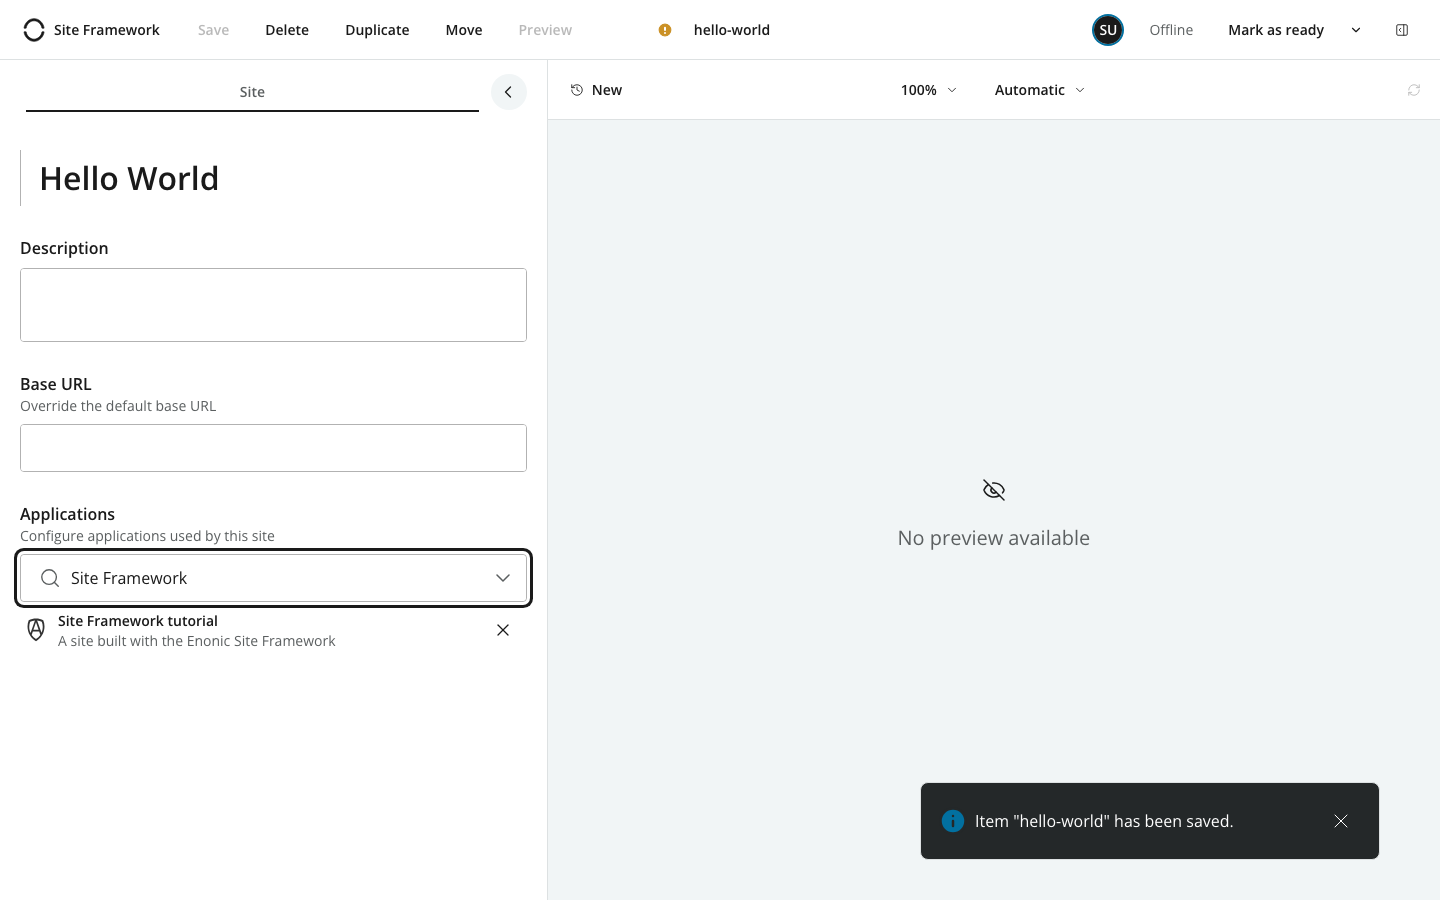 Site Framework
Save
Delete
Duplicate
Move
Preview
hello-world
SU
Offline
Mark as ready
Site
New
100%
Automatic
Hello World
Description
Base URL
Override the default base URL
Applications
Configure applications used by this site
Site Framework
Site Framework tutorial
A site built with the Enonic Site Framework
No preview available
Item "hello-world" has been saved.